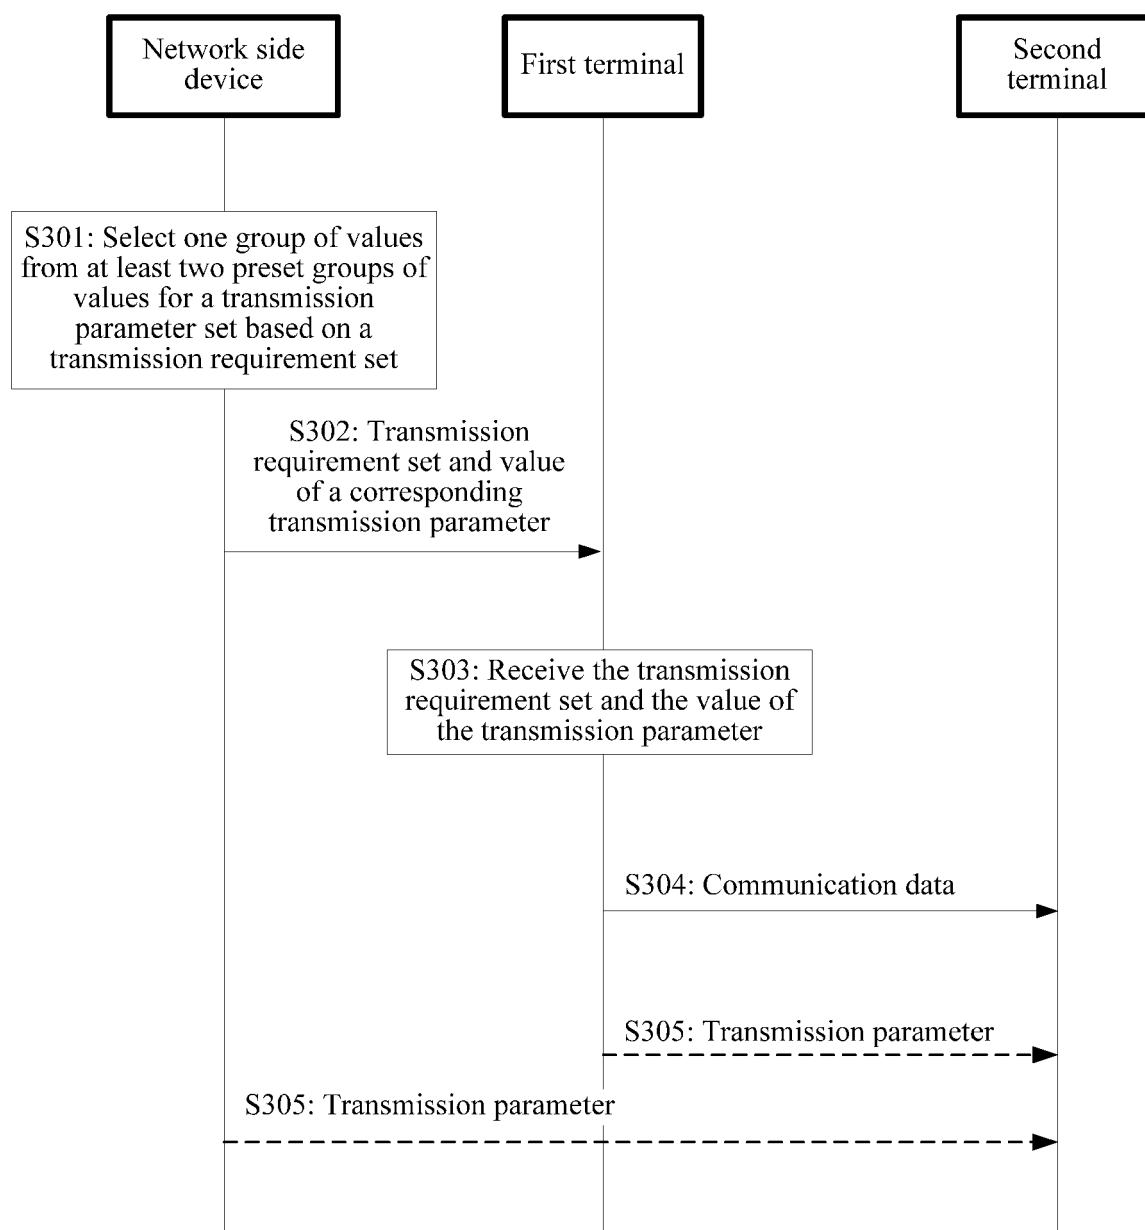 Network side
device
First terminal
Second
terminal
S301: Select one group of values
from at least two preset groups of
values for a transmission
parameter set based on a
transmission requirement set
S302: Transmission
requirement set and value
of a corresponding
transmission parameter
S303: Receive the transmission
requirement set and the value of
the transmission parameter
S304: Communication data
S305: Transmission parameter
S305: Transmission parameter